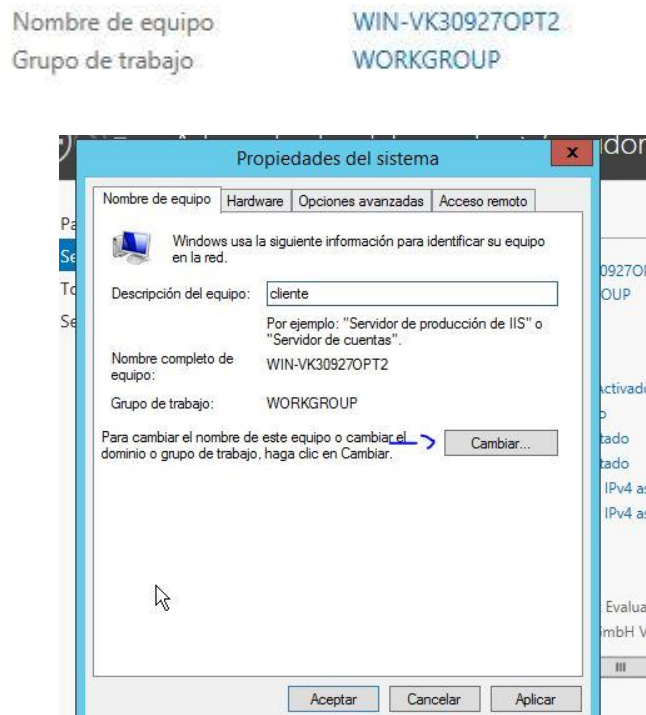 Nombre de equipo WIN-VK30927OPT2
Grupo de trabajo WORKGROUP
Propiedades del sistema x
Nombre de equipo Hardware Opciones avanzadas Acceso remoto
Windows usa la siguiente información para identificar su equipo
en la red.
Descripción del equipo: cliente
Por ejemplo: "Servidor de producción de IIS" o
"Servidor de cuentas".
Nombre completo de
equipo:
WIN-VK30927OPT2
Grupo de trabajo: WORKGROUP
Para cambiar el nombre de este equipo o cambiar el
dominio o grupo de trabajo, haga clic en Cambiar.
Cambiar...
IPv4
IPv4
Aceptar Cancelar Aplicar